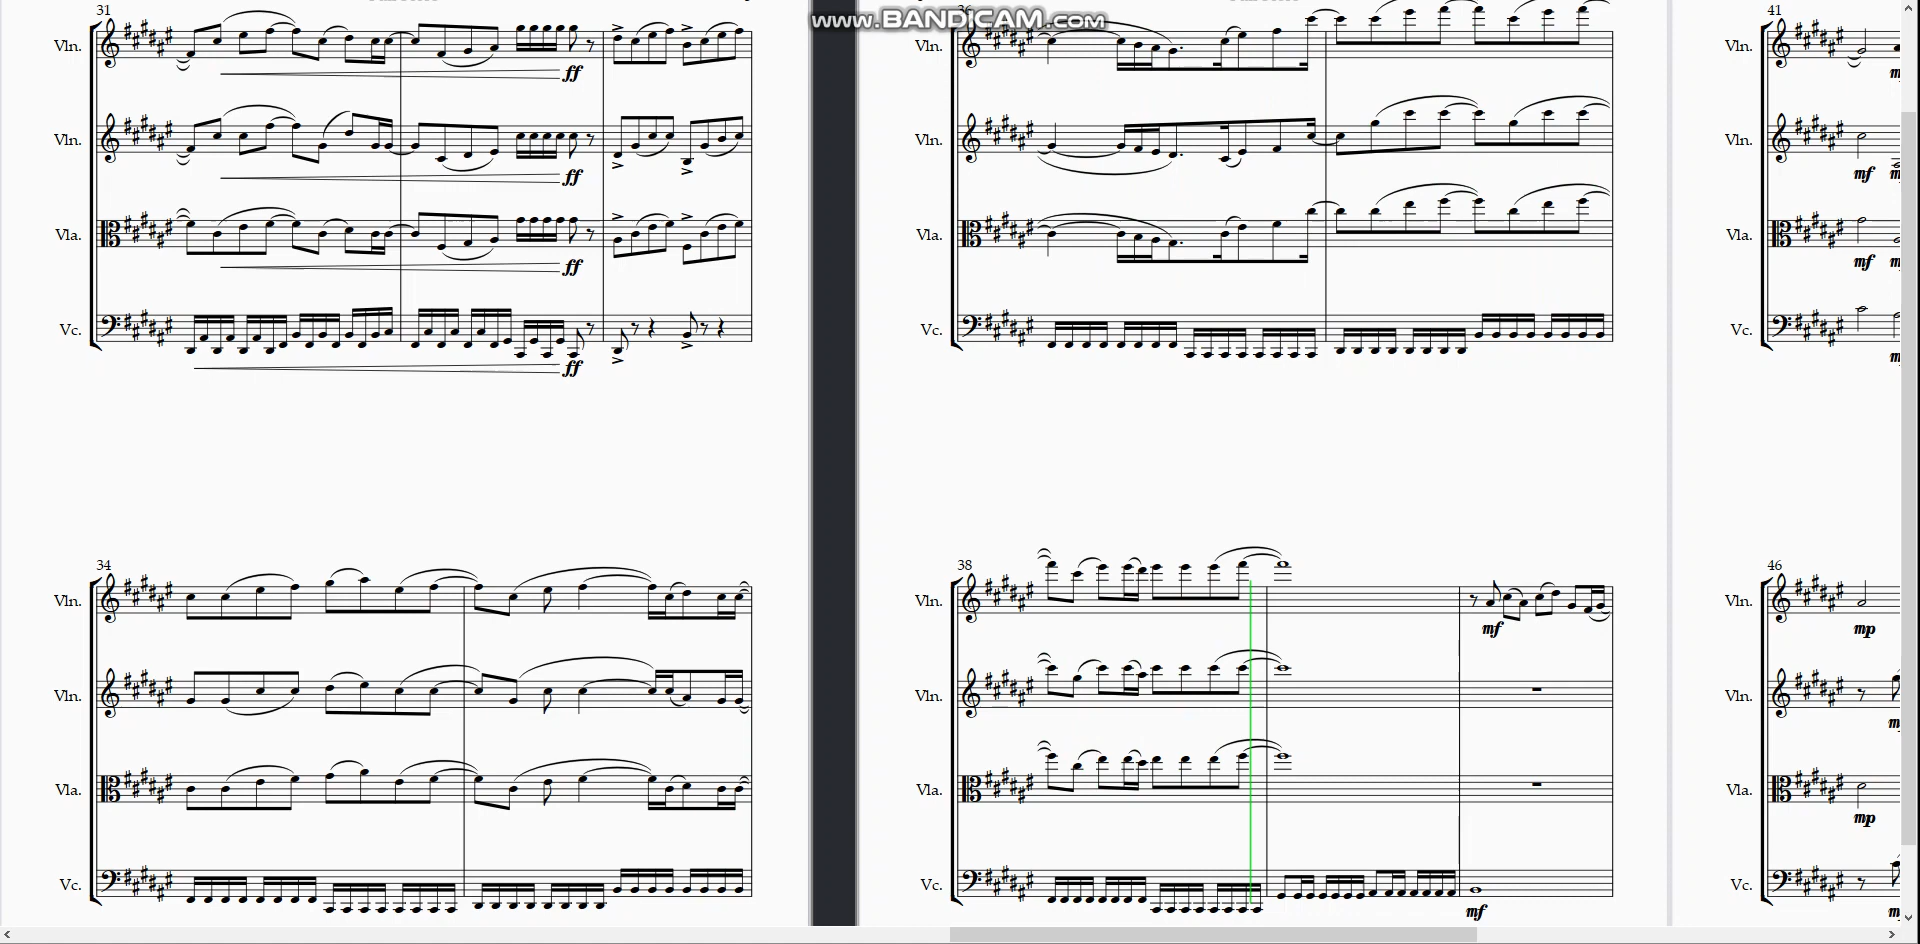 www.BANDICAM.com
31
Vln.
ff
Vln.
ff
Vla.
ff
Vc.
ff
34
Vln.
Vln.
Vla.
Vc.
36
Vln.
Vln.
Vla.
Vc.
38
Vln.
mf
Vln.
Vla.
Vc.
mf
41
Vln.
Vln.
mf
Vla.
mf
Vc.
46
Vln.
mp
Vln.
Vla.
mp
Vc.